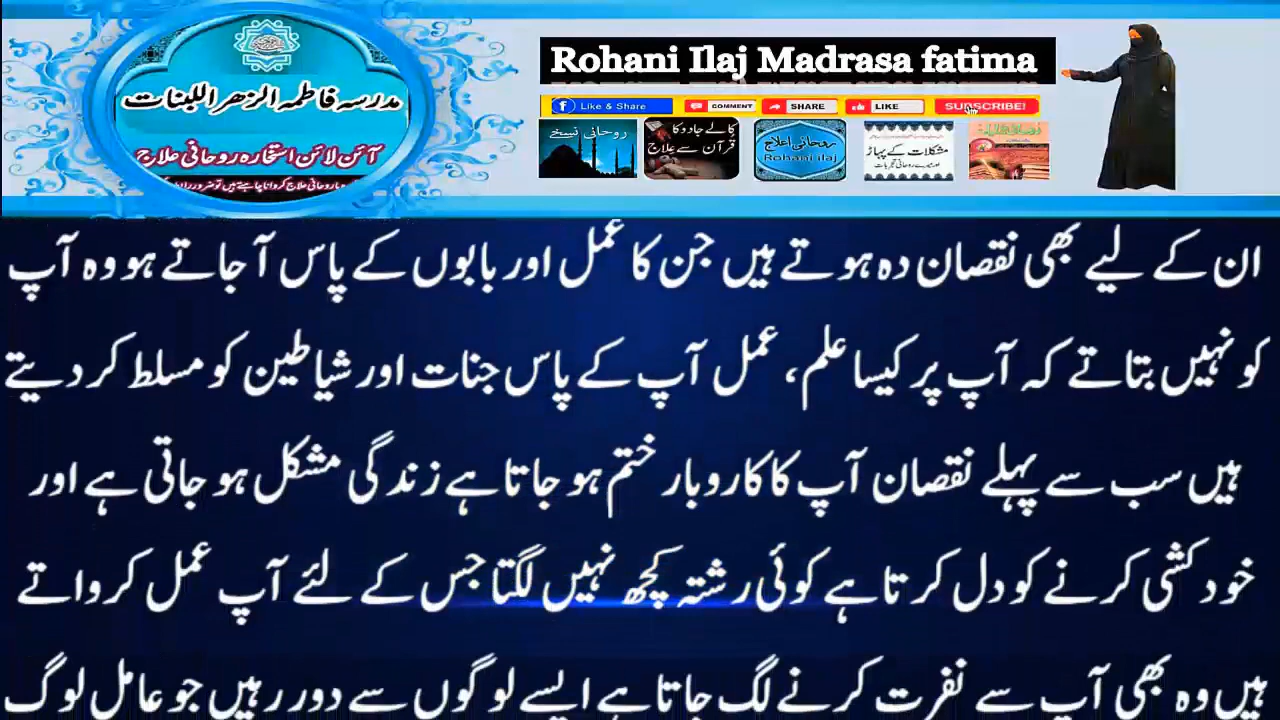 مدرسہ فاطمہ الزھرا للبنات
آئن لائن استخارہ روحانی علاج
Rohani Ilaj Madrasa fatima
Like & Share
COMMENT
SHARE
LIKE
SUBSCRIBE!
روحانی نسخ
کالے جادو کا
قرآن سے علاج
روحانی علاج
Rohani ilaj
مشکلات کے پہاڑ
ان کے لیے بھی نقصان دہ ہوتے ہیں جن کا عمل اور بابوں کے پاس آ جاتے ہو وہ آپ
کو نہیں بتاتے کہ آپ پر کیسا علم، عمل آپ کے پاس جنات اور شیاطین کو مسلط کر دیتے
ہیں سب سے پہلے نقصان آپ کا کاروبار ختم ہو جاتا ہے زندگی مشکل ہو جاتی ہے اور
خودکشی کرنے کو دل کرتا ہے کوئی رشتہ کچھ نہیں لگتا جس کے لئے آپ عمل کرواتے
ہیں وہ بھی آپ سے نفرت کرنے لگ جاتا ہے ایسے لوگوں سے دور رہیں جو عامل لوگ